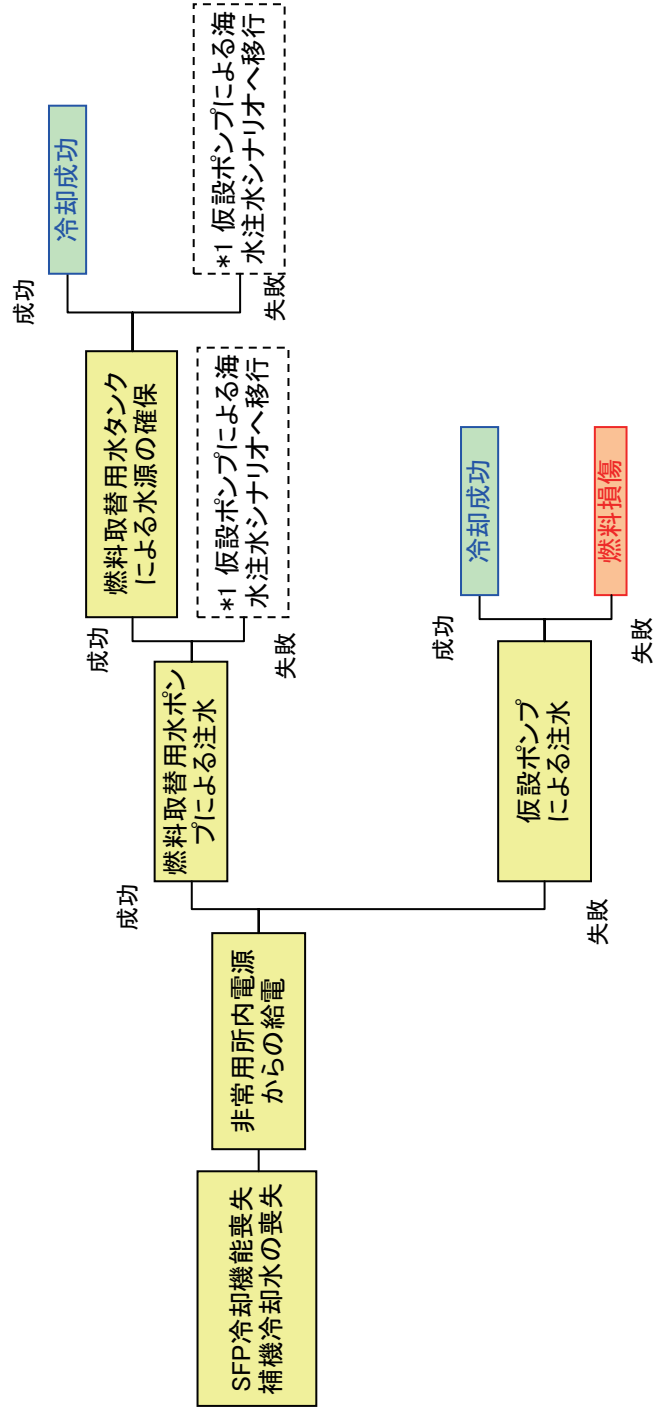 SFP冷却機能喪失
補機冷却水の喪失
非常用所内電源
からの給電
成功
燃料取替用水ポン
プによる注水
成功
燃料取替用水タンク
による水源の確保
成功
冷却成功
失敗
*1 仮設ポンプによる海
水注水シナリオへ移行
失敗
*1 仮設ポンプによる海
水注水シナリオへ移行
失敗
仮設ポンプ
による注水
成功
冷却成功
失敗
燃料損傷